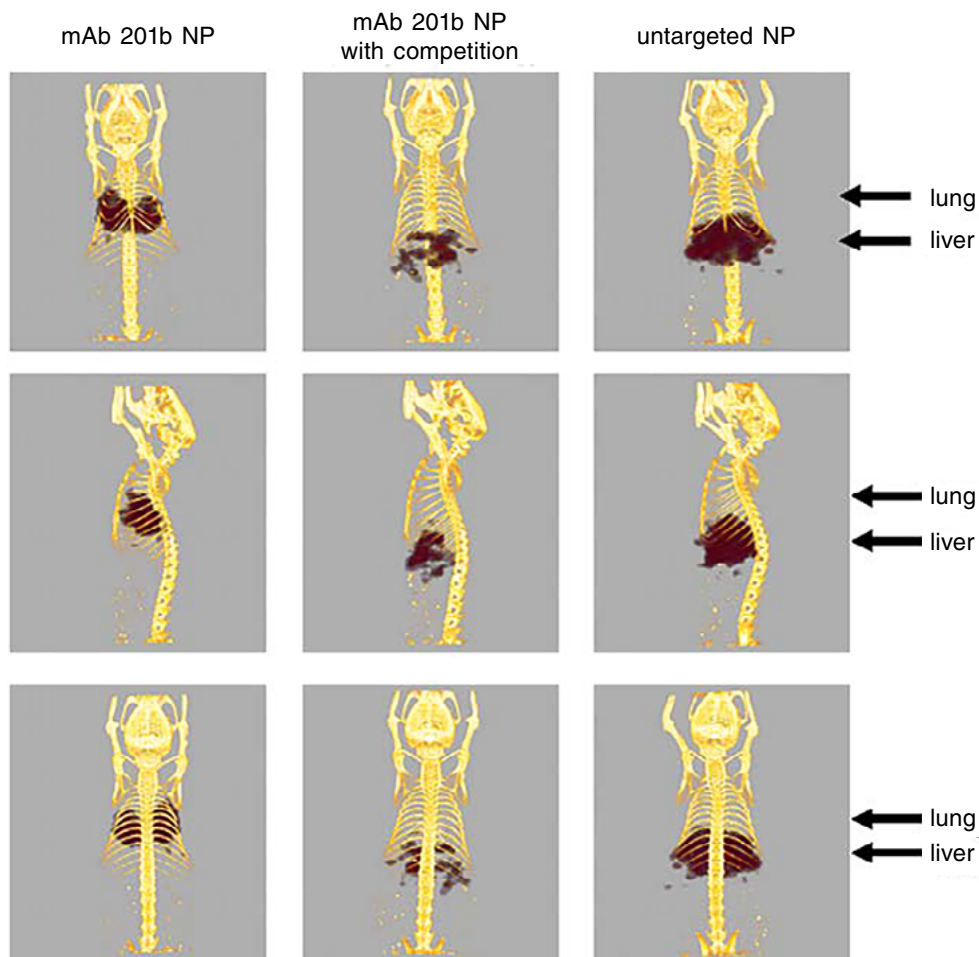 mAb 201b NP
mAb 201b NP
with competition
untargeted NP
lung
liver
lung
liver
lung
liver